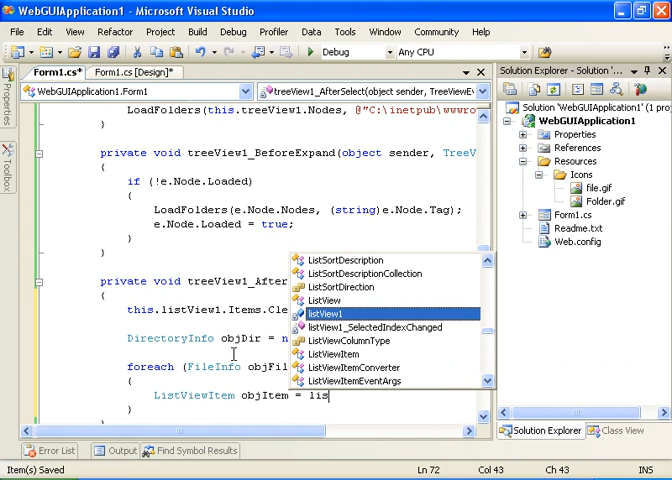 WebGUIApplication1 - Microsoft Visual Studio
File Edit View Refactor Project Build Debug Profiler Data Tools Window Community Help
Debug Any CPU
Form1.cs* Form1.cs [Design]*
WebGUIApplication1.Form1 treeView1_AfterSelect(object sender, TreeViewE
Properties
Toolbox
LoadFolders(this.treeView1.Nodes, @"C:\inetpub\wwwro
}
private void treeView1_BeforeExpand(object sender, TreeV
{
if (!e.Node.Loaded)
{
LoadFolders(e.Node.Nodes, (string)e.Node.Tag);
e.Node.Loaded = true;
}
}
private void treeView1_After
{
this.listView1.Items.Cle
DirectoryInfo objDir = n
foreach (FileInfo objFil
{
ListViewItem objItem = lis
}
ListSortDescription
ListSortDescriptionCollection
ListSortDirection
ListView
listView1
listView1_SelectedIndexChanged
ListViewColumnType
ListViewItem
ListViewItemConverter
ListViewItemEventArgs
Solution Explorer - Solution '
Solution 'WebGUIApplication1' (1 pro
WebGUIApplication1
Properties
References
Resources
Icons
file.gif
Folder.gif
Form1.cs
Readme.txt
Web.config
Solution Explorer Class View
Error List Output Find Symbol Results
Item(s) Saved Ln 72 Col 43 Ch 43 INS